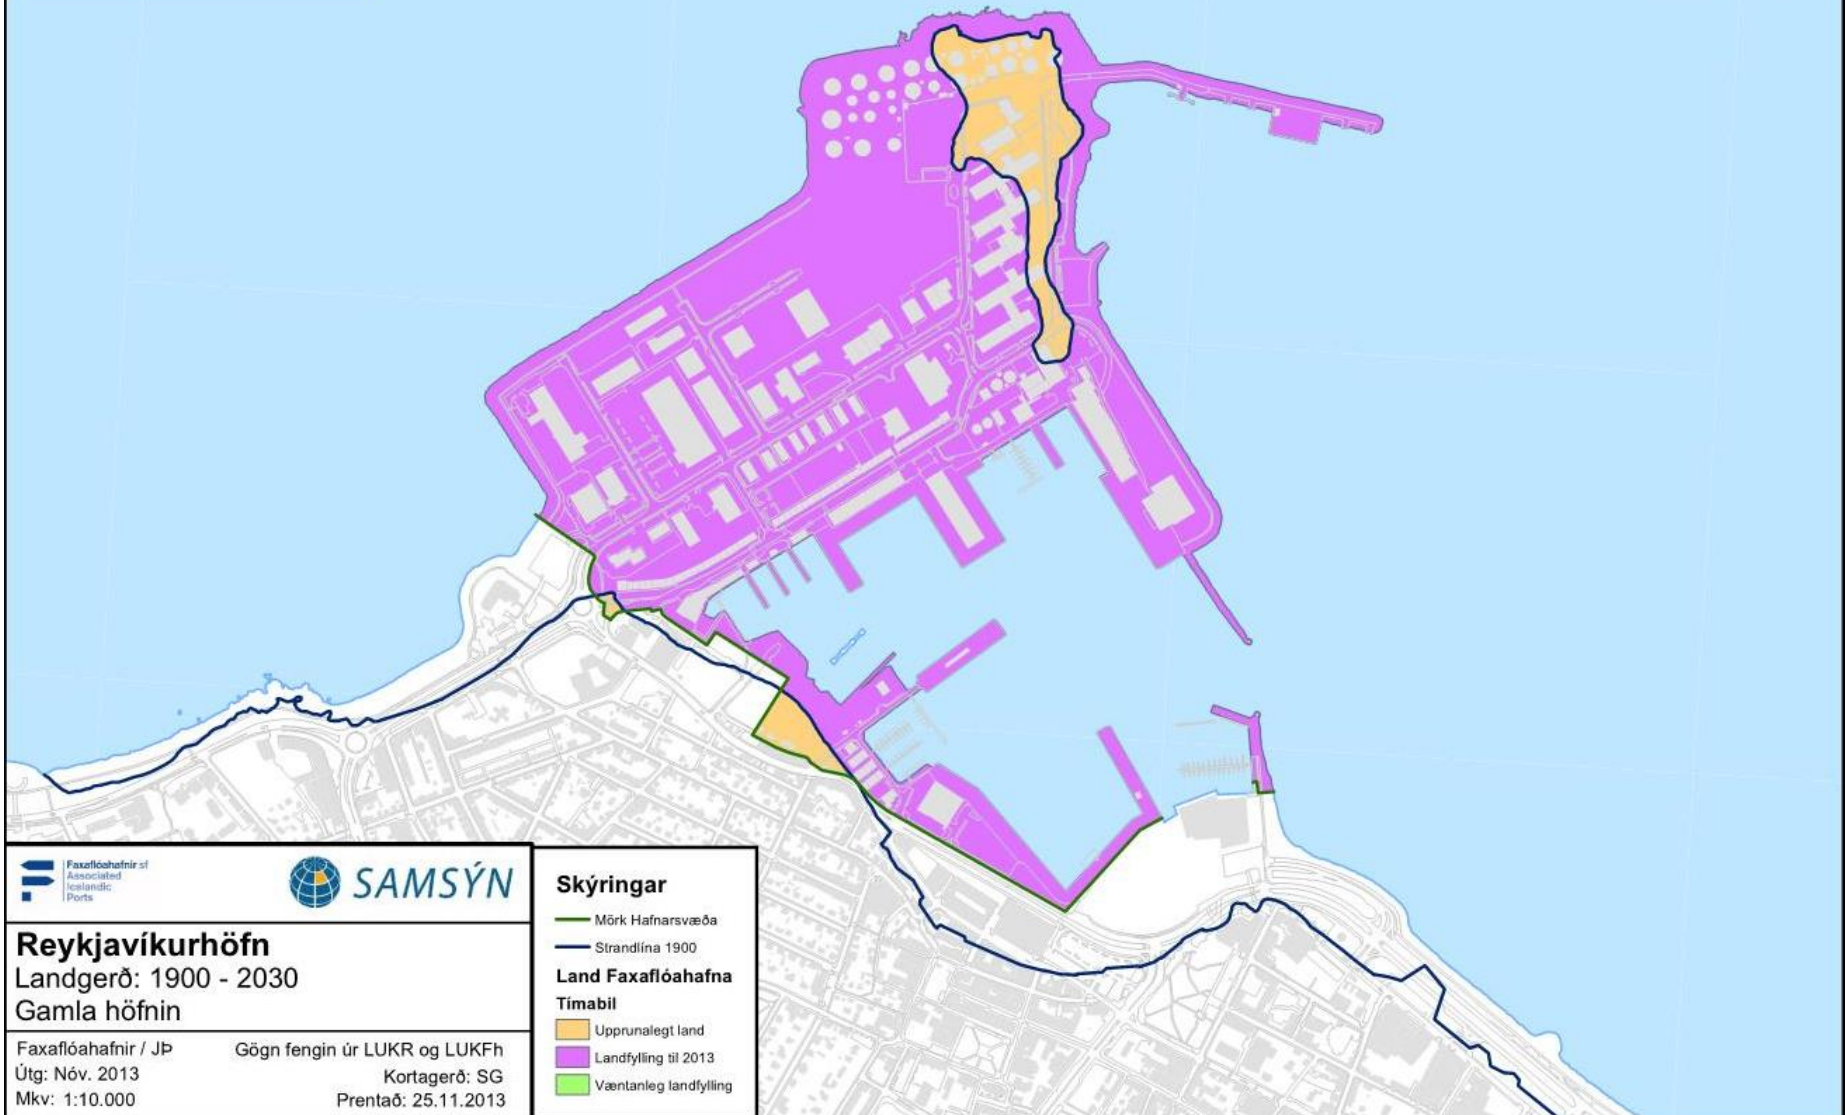 Faxaflóahafnir sf
Associated
Icelandic
Ports
SAMSÝN
Reykjavíkurhöfn
Landgerð: 1900 - 2030
Gamla höfnin
Faxaflóahafnir / JÞ
Útg: Nóv. 2013
Mkv: 1:10.000
Gögn fengin úr LUKR og LUKFh
Kortagerð: SG
Prentað: 25.11.2013
Skýringar
Mörk Hafnarsvæða
Strandlína 1900
Land Faxaflóahafna
Tímabil
Upprunalegt land
Landfylling til 2013
Væntanleg landfylling